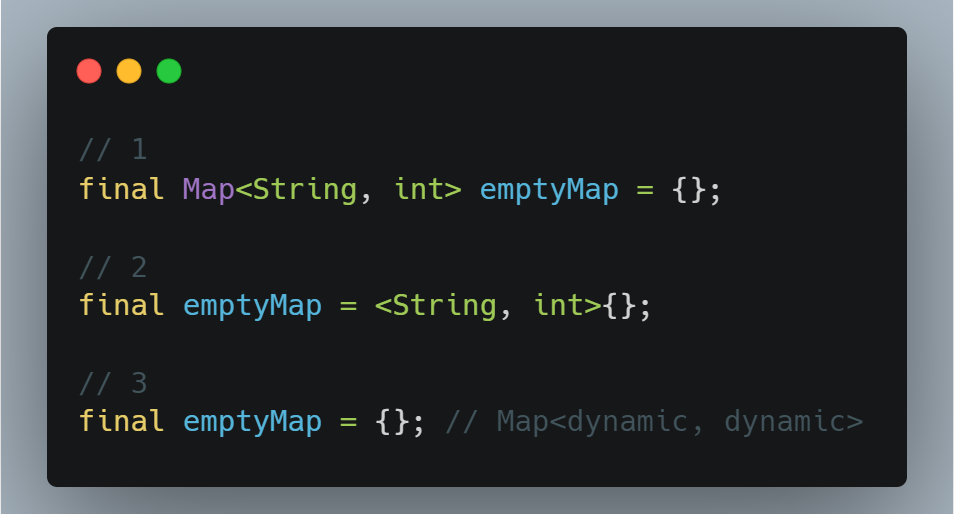 // 1
final Map<String, int> emptyMap = {};
// 2
final emptyMap = <String, int>{};
// 3
final emptyMap = {}; // Map<dynamic, dynamic>